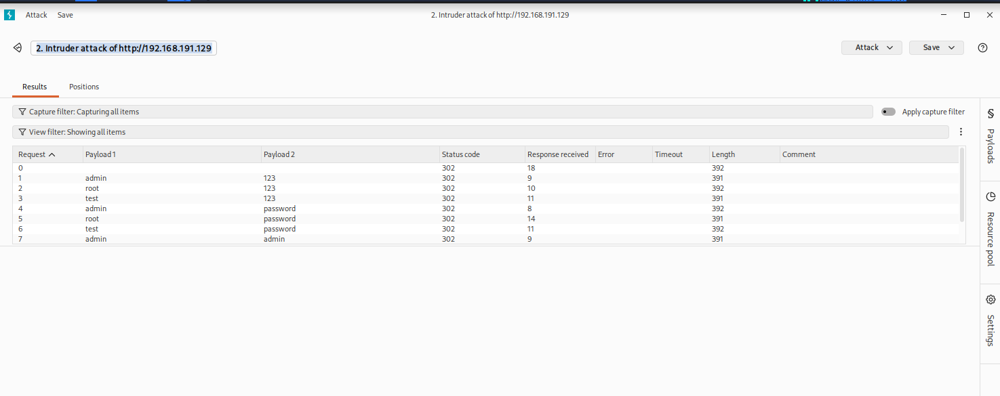 Attack Save 2. Intruder attack of http://192.168.191.129
2. Intruder attack of http://192.168.191.129 Attack Save
Results Positions
Capture filter: Capturing all items Apply capture filter
View filter: Showing all items
Request Payload 1 Payload 2 Status code Response received Error Timeout Length Comment
0 302 18 392
1 admin 123 302 9 391
2 root 123 302 10 392
3 test 123 302 11 391
4 admin password 302 8 392
5 root password 302 14 391
6 test password 302 11 392
7 admin admin 302 9 391
Payloads
Resource pool
Settings